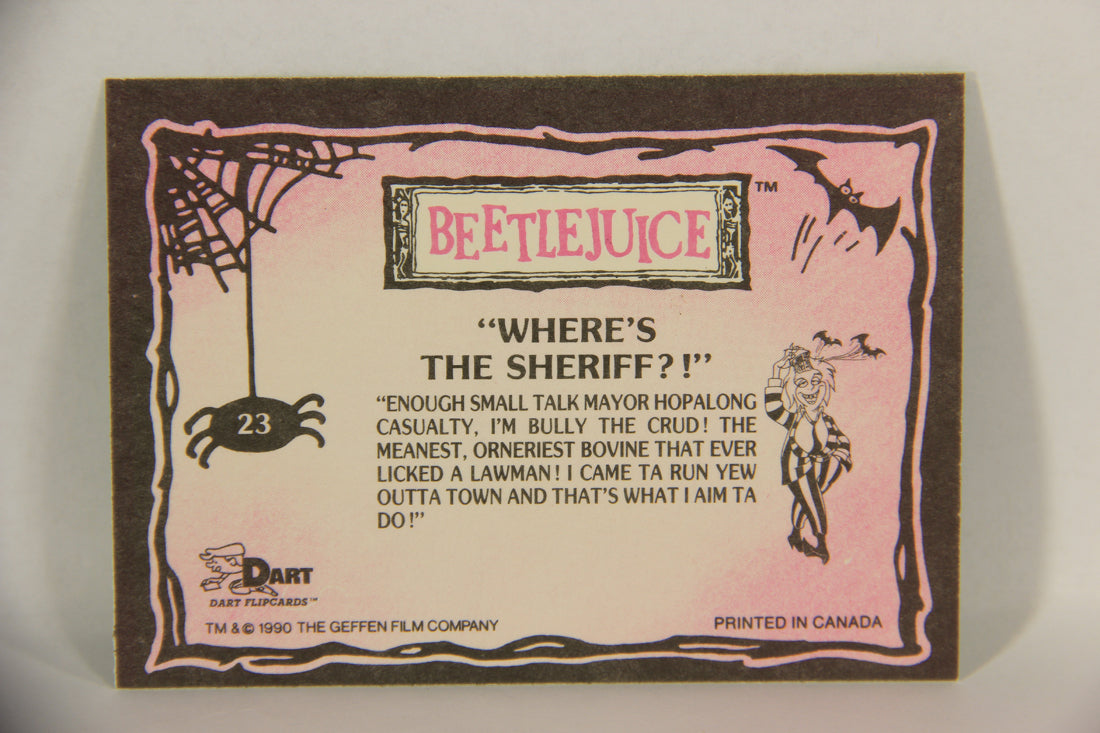 BEETLEJUICE ™
“WHERE’S
THE SHERIFF?!”
“ENOUGH SMALL TALK MAYOR HOPALONG
CASUALTY, I’M BULLY THE CRUD! THE
MEANEST, ORNERIEST BOVINE THAT EVER
LICKED A LAWMAN! I CAME TA RUN YEW
OUTTA TOWN AND THAT’S WHAT I AIM TA
DO!”
23
DART
DART FLIPCARDS™
TM & © 1990 THE GEFFEN FILM COMPANY
PRINTED IN CANADA